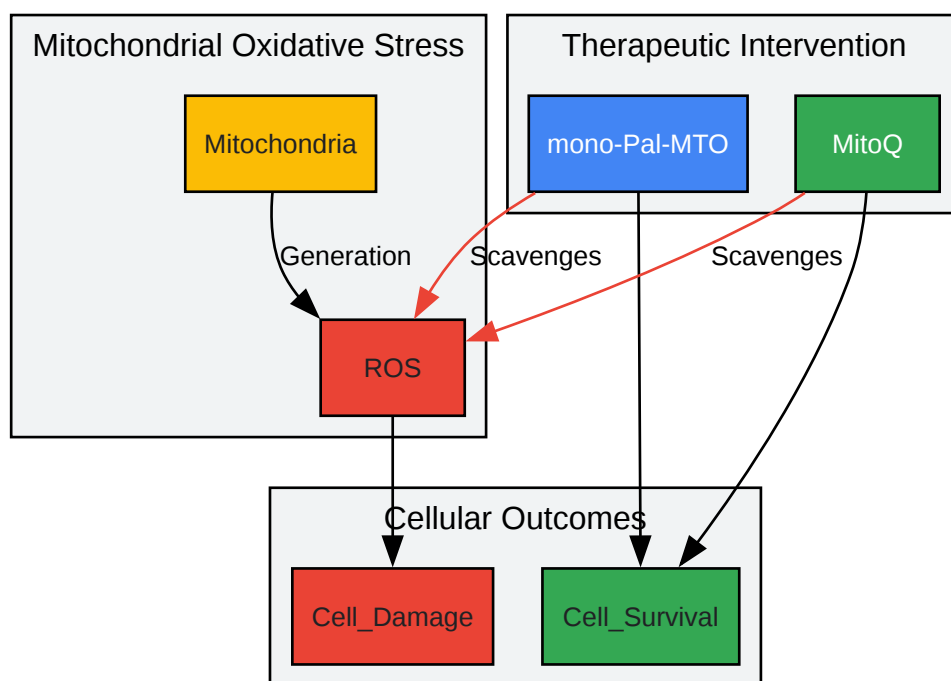 Mitochondrial Oxidative Stress
Therapeutic Intervention
Mitochondria
mono-Pal-MTO
MitoQ
Generation
Scavenges
Scavenges
ROS
Cellular Outcomes
Cell_Damage
Cell_Survival